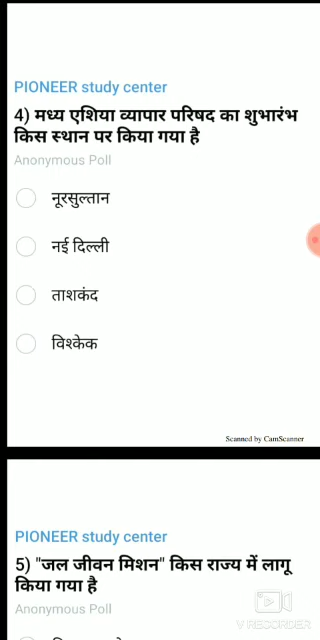 PIONEER study center
4) मध्य एशिया व्यापार परिषद का शुभारंभ
किस स्थान पर किया गया है
Anonymous Poll
नूरसुल्तान
नई दिल्ली
ताशकंद
विश्केक
Scanned by CamScanner
PIONEER study center
5) "जल जीवन मिशन" किस राज्य में लागू
किया गया है
Anonymous Poll
V RECORDER